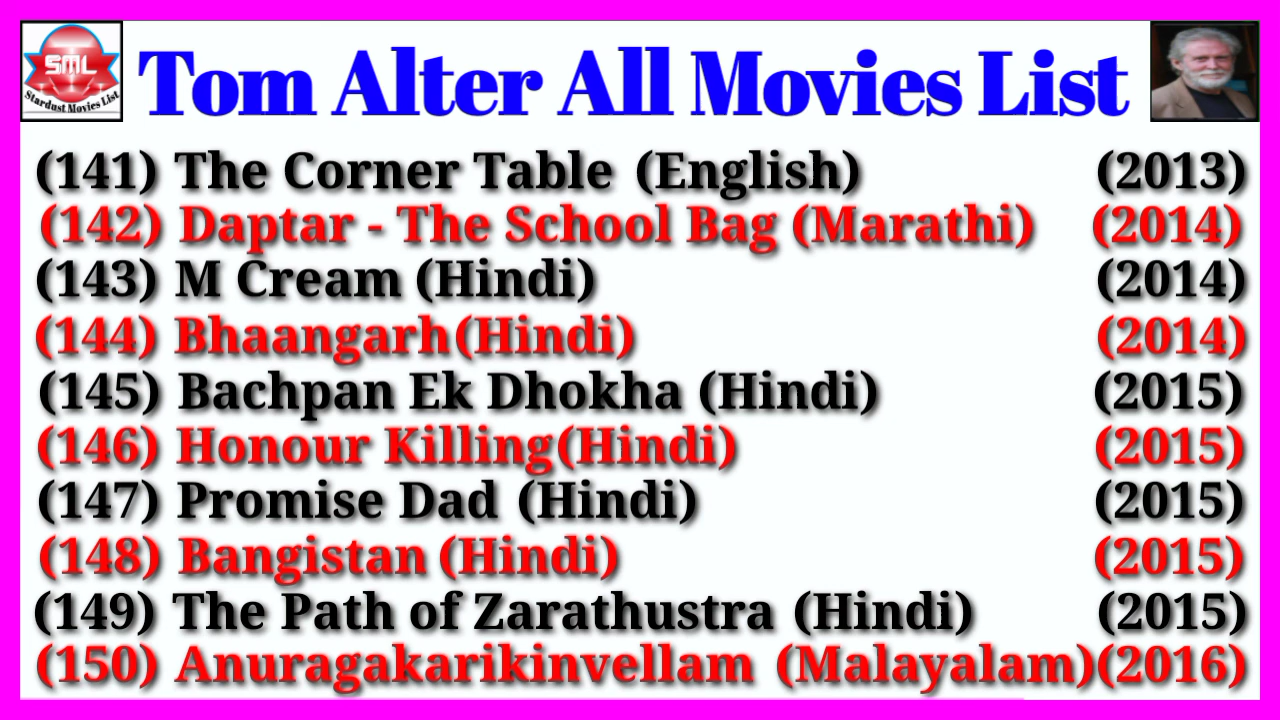 SML
Stardust Movies List
Tom Alter All Movies List
(141) The Corner Table (English) (2013)
(142) Daptar - The School Bag (Marathi) (2014)
(143) M Cream (Hindi) (2014)
(144) Bhaangarh(Hindi) (2014)
(145) Bachpan Ek Dhokha (Hindi) (2015)
(146) Honour Killing(Hindi) (2015)
(147) Promise Dad (Hindi) (2015)
(148) Bangistan (Hindi) (2015)
(149) The Path of Zarathustra (Hindi) (2015)
(150) Anuragakarikinvellam (Malayalam)(2016)